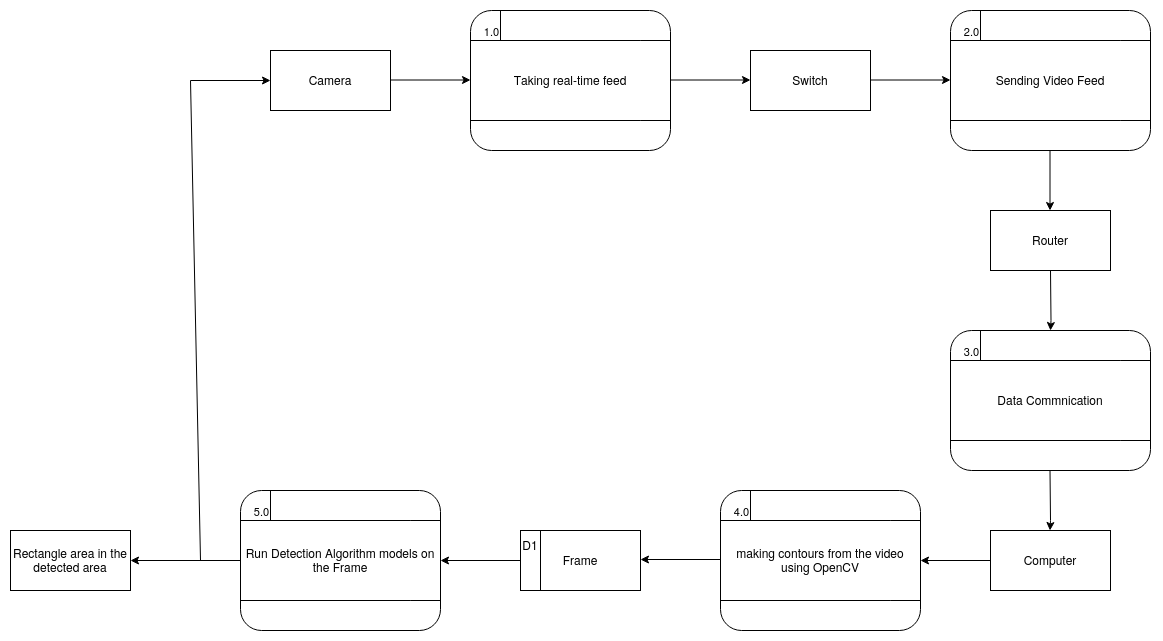 1.0
2.0
Camera
Taking real-time feed
Switch
Sending Video Feed
Router
3.0
Data Commnication
5.0
4.0
Rectangle area in the
detected area
Run Detection Algorithm models on
the Frame
D1
Frame
making contours from the video
using OpenCV
Computer